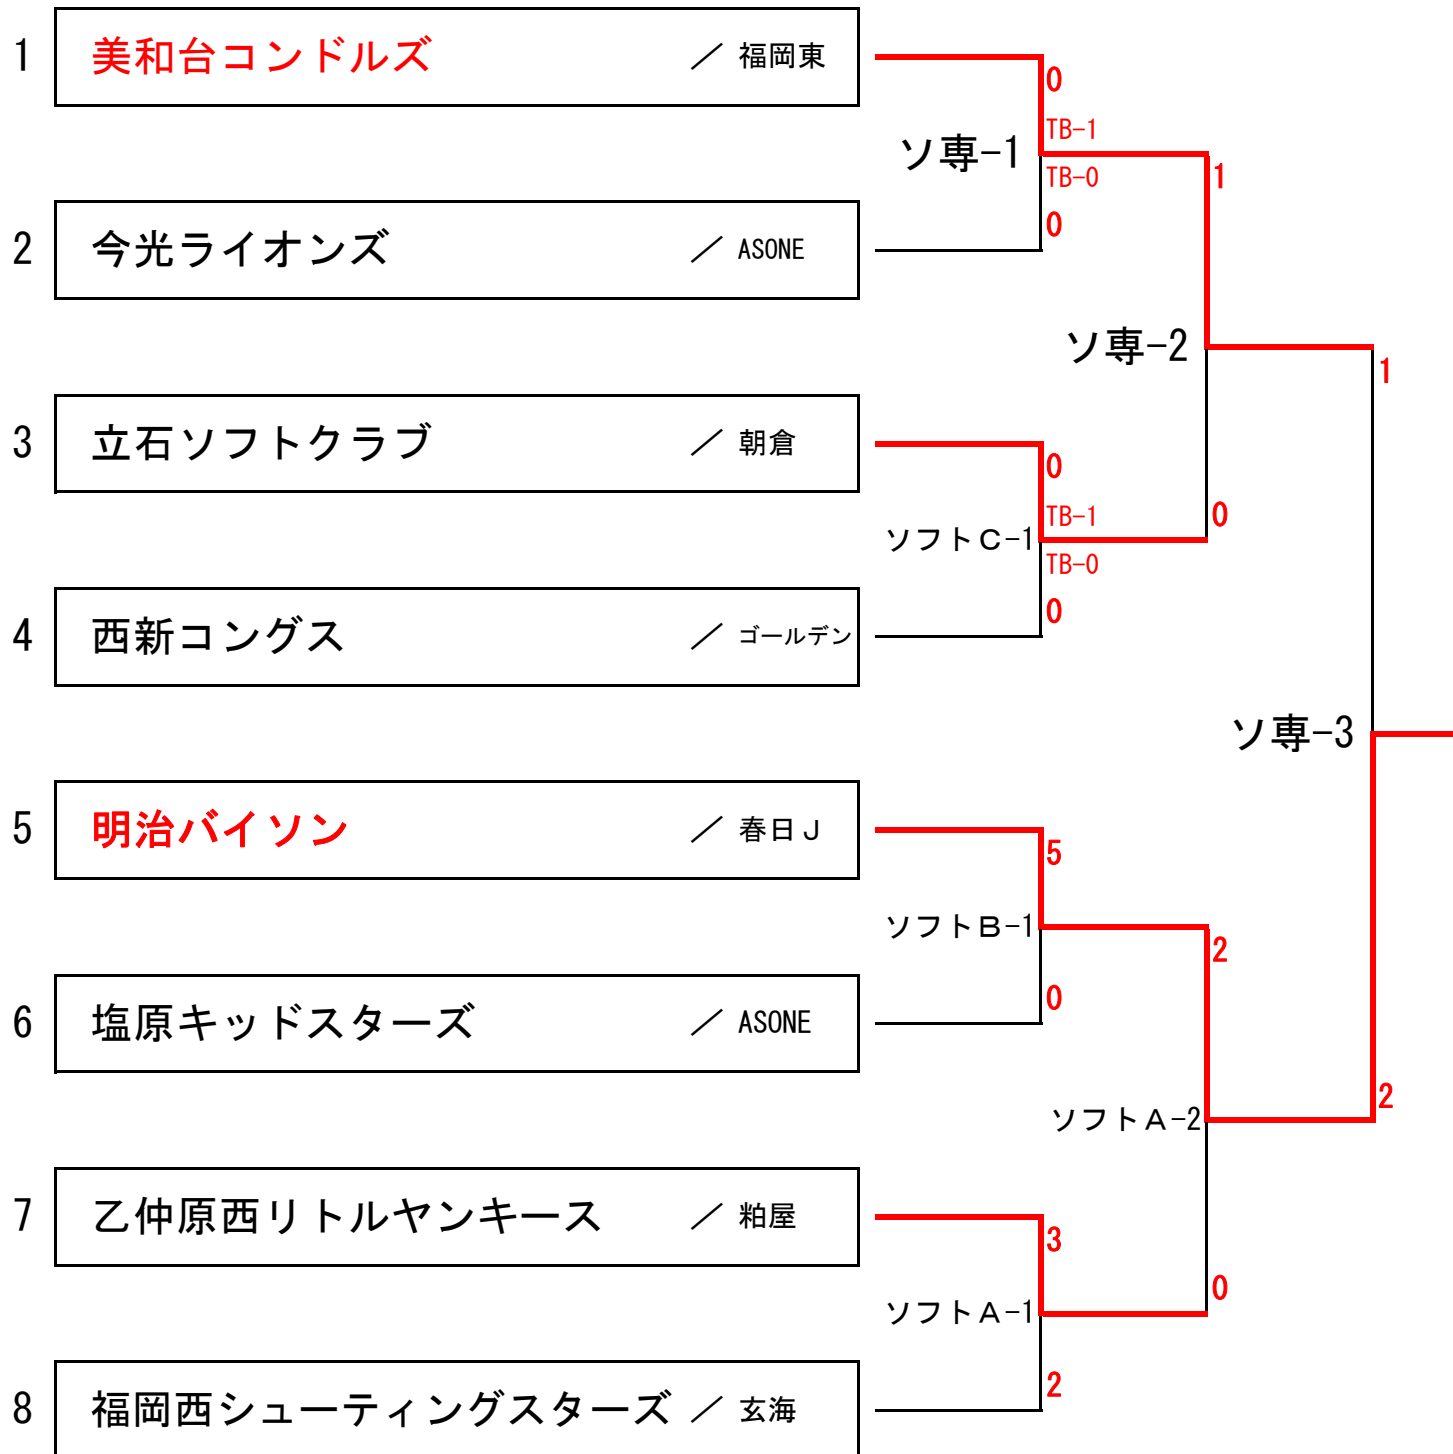 1 美和台コンドルズ ／ 福岡東
0
TB-1
ソ専-1
TB-0
1
0
2 今光ライオンズ ／ ASONE
ソ専-2
1
3 立石ソフトクラブ ／ 朝倉
0
TB-1
0
ソフトC-1
TB-0
0
4 西新コングス ／ ゴールデン
ソ専-3
5 明治バイソン ／ 春日J
5
ソフトB-1
2
0
6 塩原キッドスターズ ／ ASONE
2
ソフトA-2
7 乙仲原西リトルヤンキース ／ 粕屋
3
0
ソフトA-1
2
8 福岡西シューティングスターズ ／ 玄海